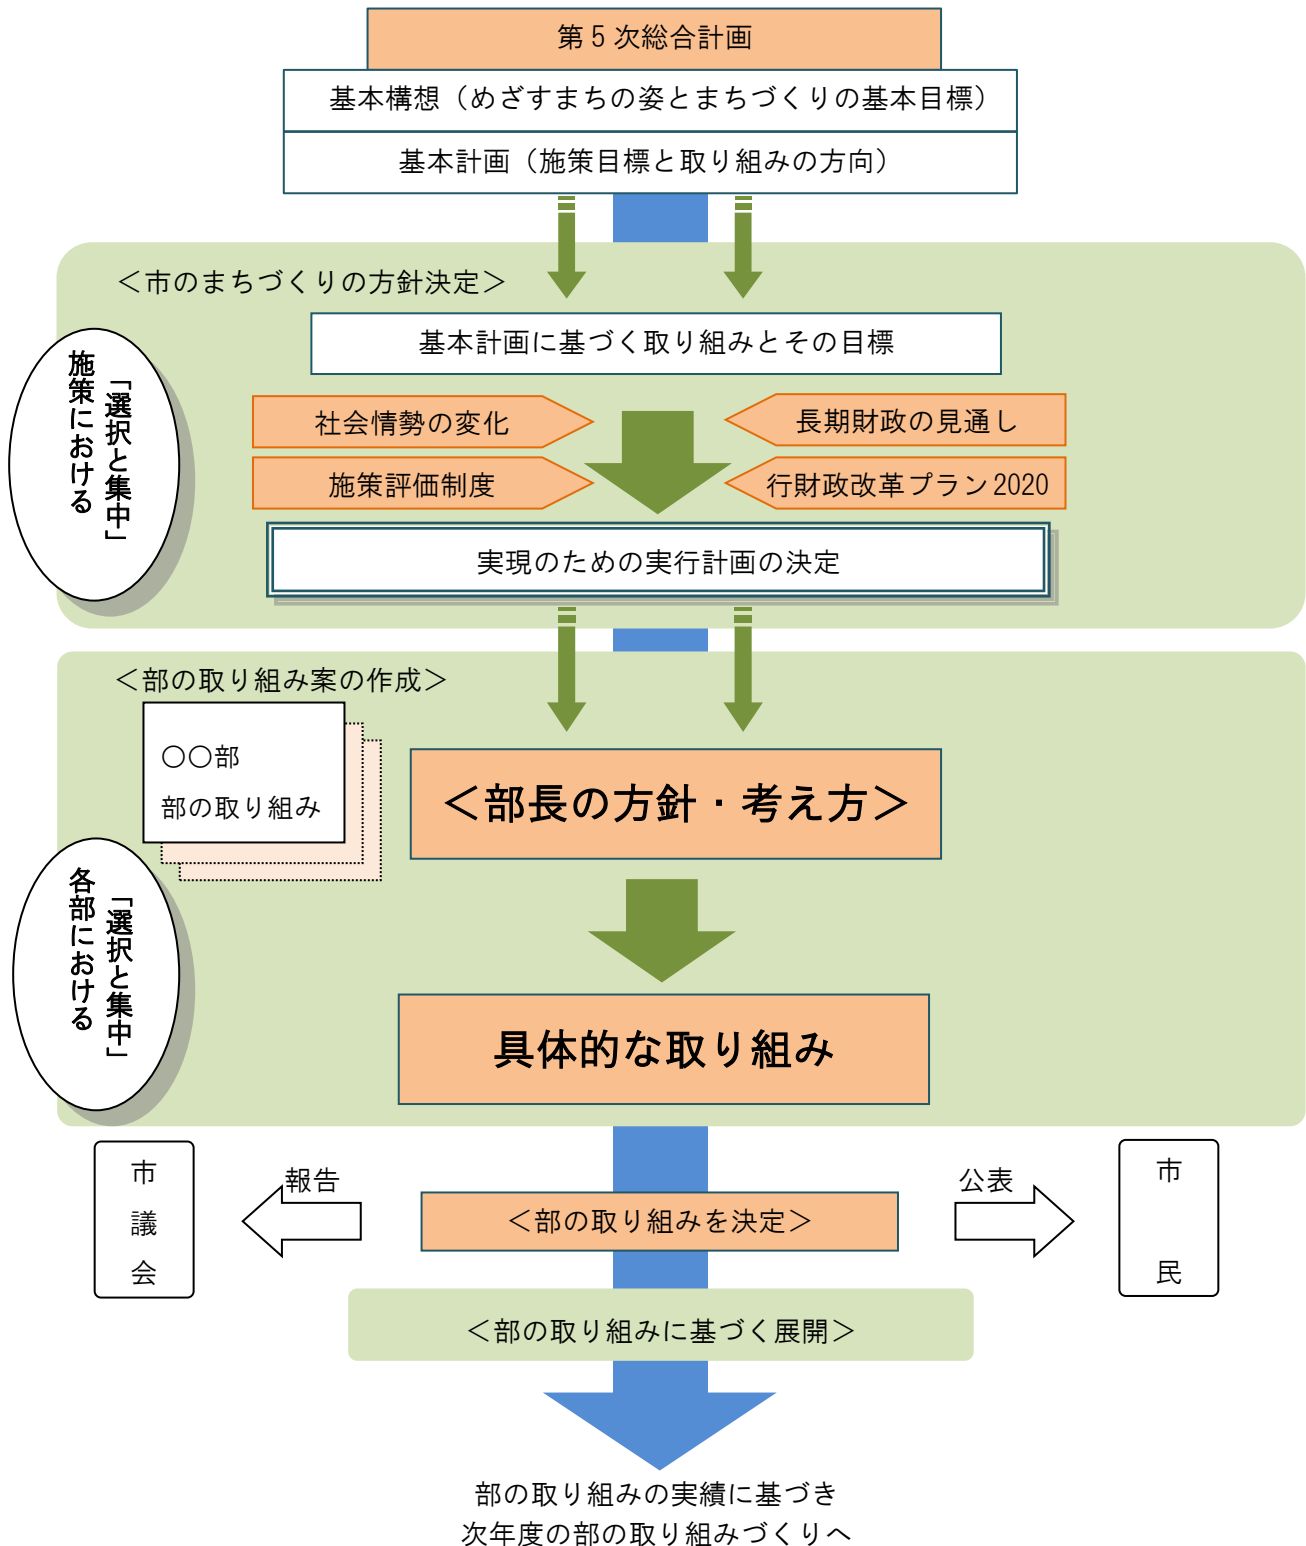 第５次総合計画
基本構想（めざすまちの姿とまちづくりの基本目標）
基本計画（施策目標と取り組みの方向）
＜市のまちづくりの方針決定＞
基本計画に基づく取り組みとその目標
施策における
「選択と集中」
社会情勢の変化
長期財政の見通し
施策評価制度
行財政改革プラン2020
実現のための実行計画の決定
＜部の取り組み案の作成＞
○○部
部の取り組み
＜部長の方針・考え方＞
各部における
「選択と集中」
具体的な取り組み
市議会
報告
＜部の取り組みを決定＞
公表
市民
＜部の取り組みに基づく展開＞
部の取り組みの実績に基づき
次年度の部の取り組みづくりへ